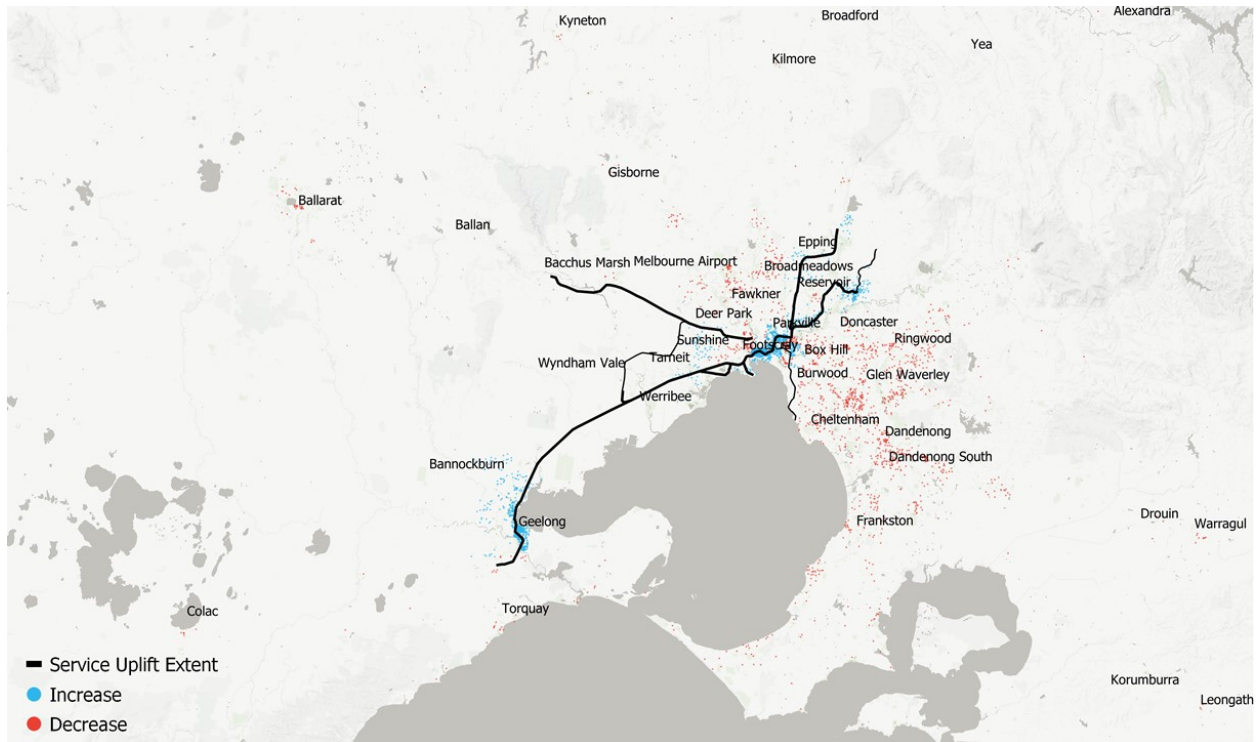 Kyneton
Broadford
Alexandra
Yea
Kilmore
Gisborne
Ballarat
Ballan
Epping
Bacchus Marsh
Melbourne Airport
Broadmeadows
Reservoir
Fawkner
Deer Park
Parkville
Doncaster
Sunshine
Footscray
Box Hill
Ringwood
Wyndham Vale
Tarneit
Burwood
Glen Waverley
Werribee
Cheltenham
Dandenong
Dandenong South
Bannockburn
Geelong
Frankston
Drouin
Warragul
Colac
Torquay
Korumburra
Leongath
Service Uplift Extent
Increase
Decrease